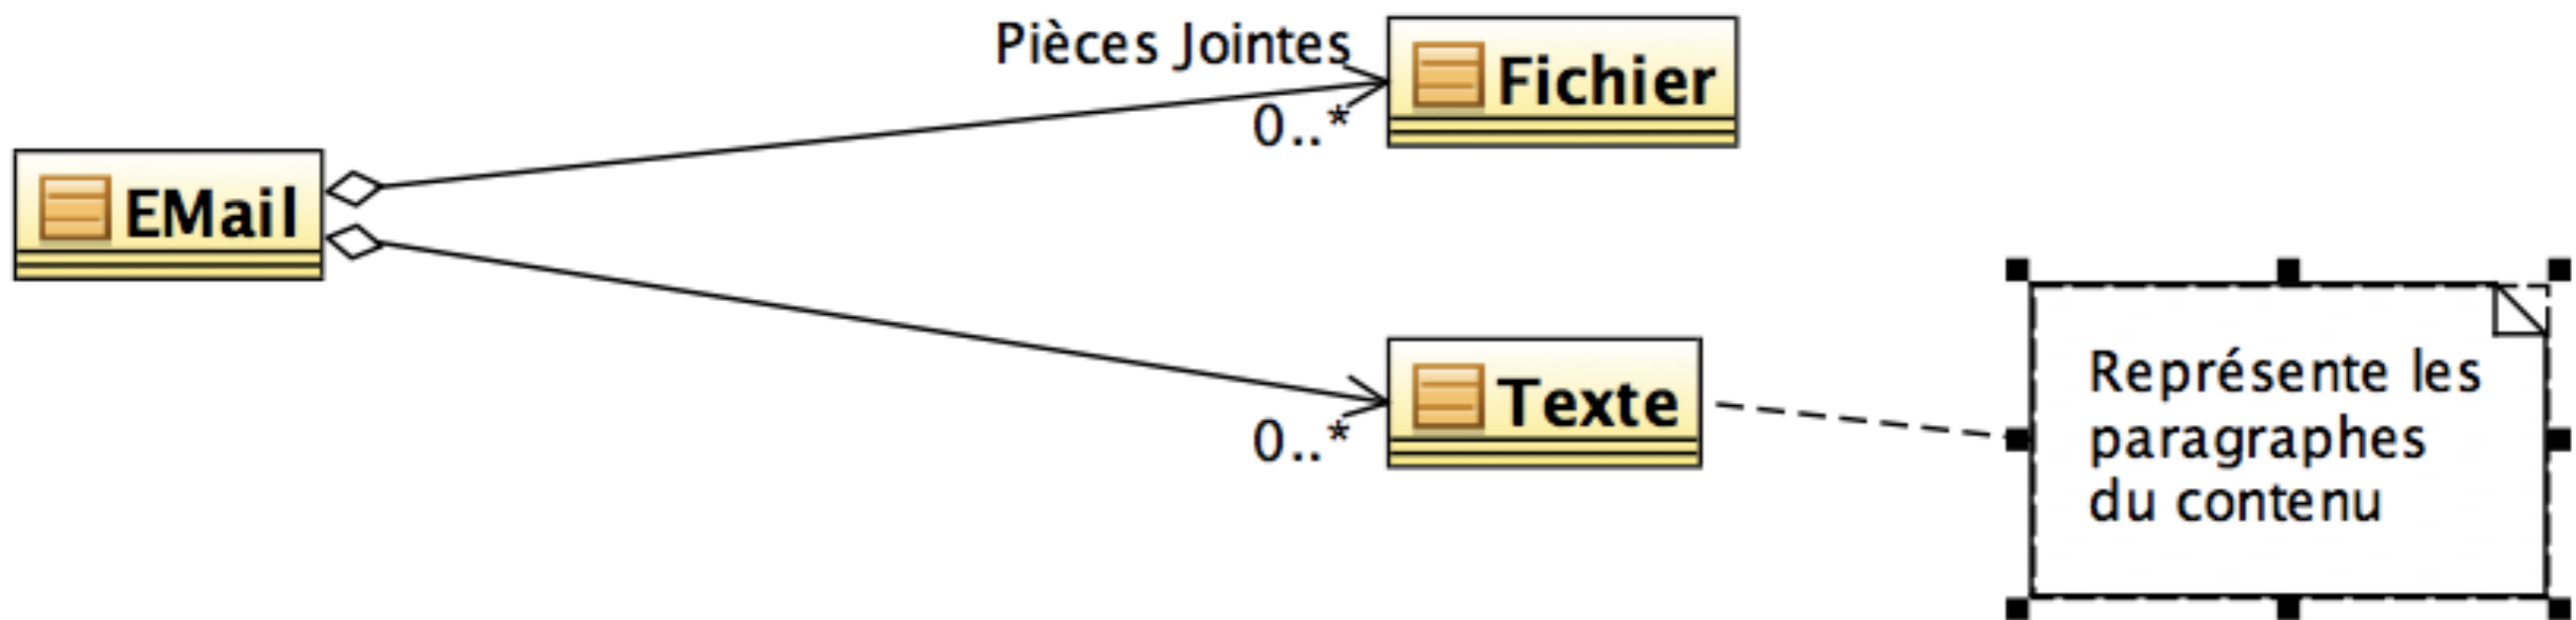 Pièces Jointes
Fichier
0..*
EMail
Texte
0..*
Représente les
paragraphes
du contenu